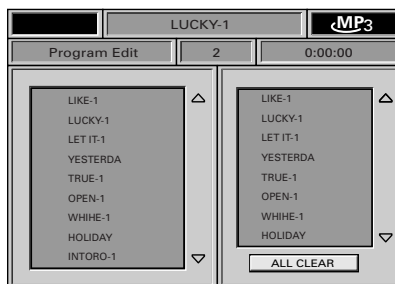 LUCKY-1
MP3
Program Edit 2 0:00:00
LIKE-1
LUCKY-1
LET IT-1
YESTERDA
TRUE-1
OPEN-1
WHIHE-1
HOLIDAY
INTORO-1
LIKE-1
LUCKY-1
LET IT-1
YESTERDA
TRUE-1
OPEN-1
WHIHE-1
HOLIDAY
ALL CLEAR